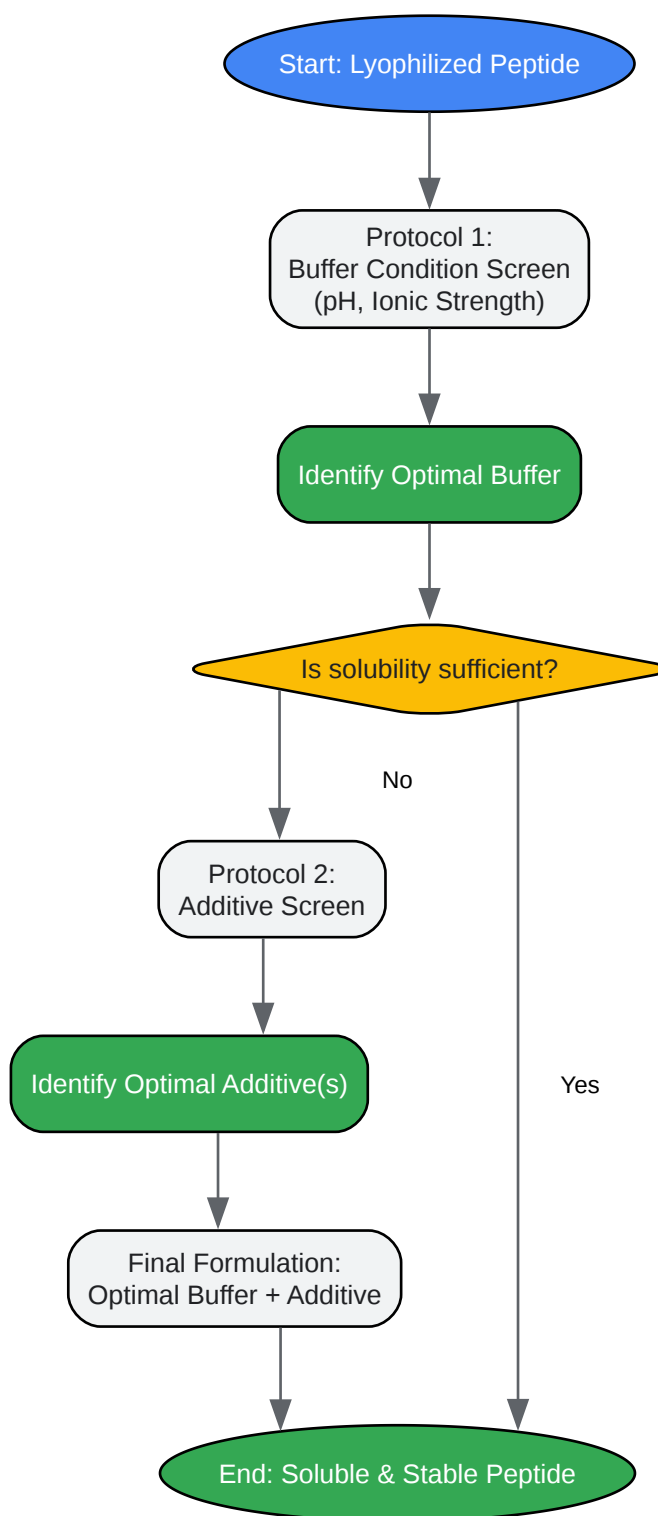 Start: Lyophilized Peptide
Protocol 1:
Buffer Condition Screen
(pH, Ionic Strength)
Identify Optimal Buffer
Is solubility sufficient?
No
Protocol 2:
Additive Screen
Identify Optimal Additive(s)
Yes
Final Formulation:
Optimal Buffer + Additive
End: Soluble & Stable Peptide